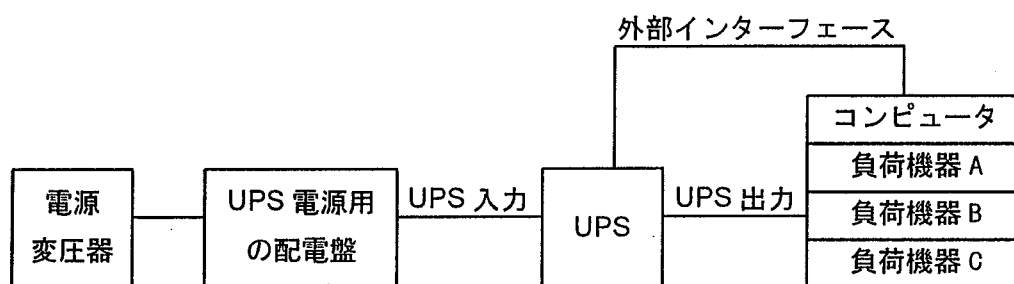 外部インターフェース
コンピュータ
負荷機器 A
負荷機器 B
負荷機器 C
電源
変圧器
UPS 電源用
の配電盤
UPS 入力
UPS
UPS 出力